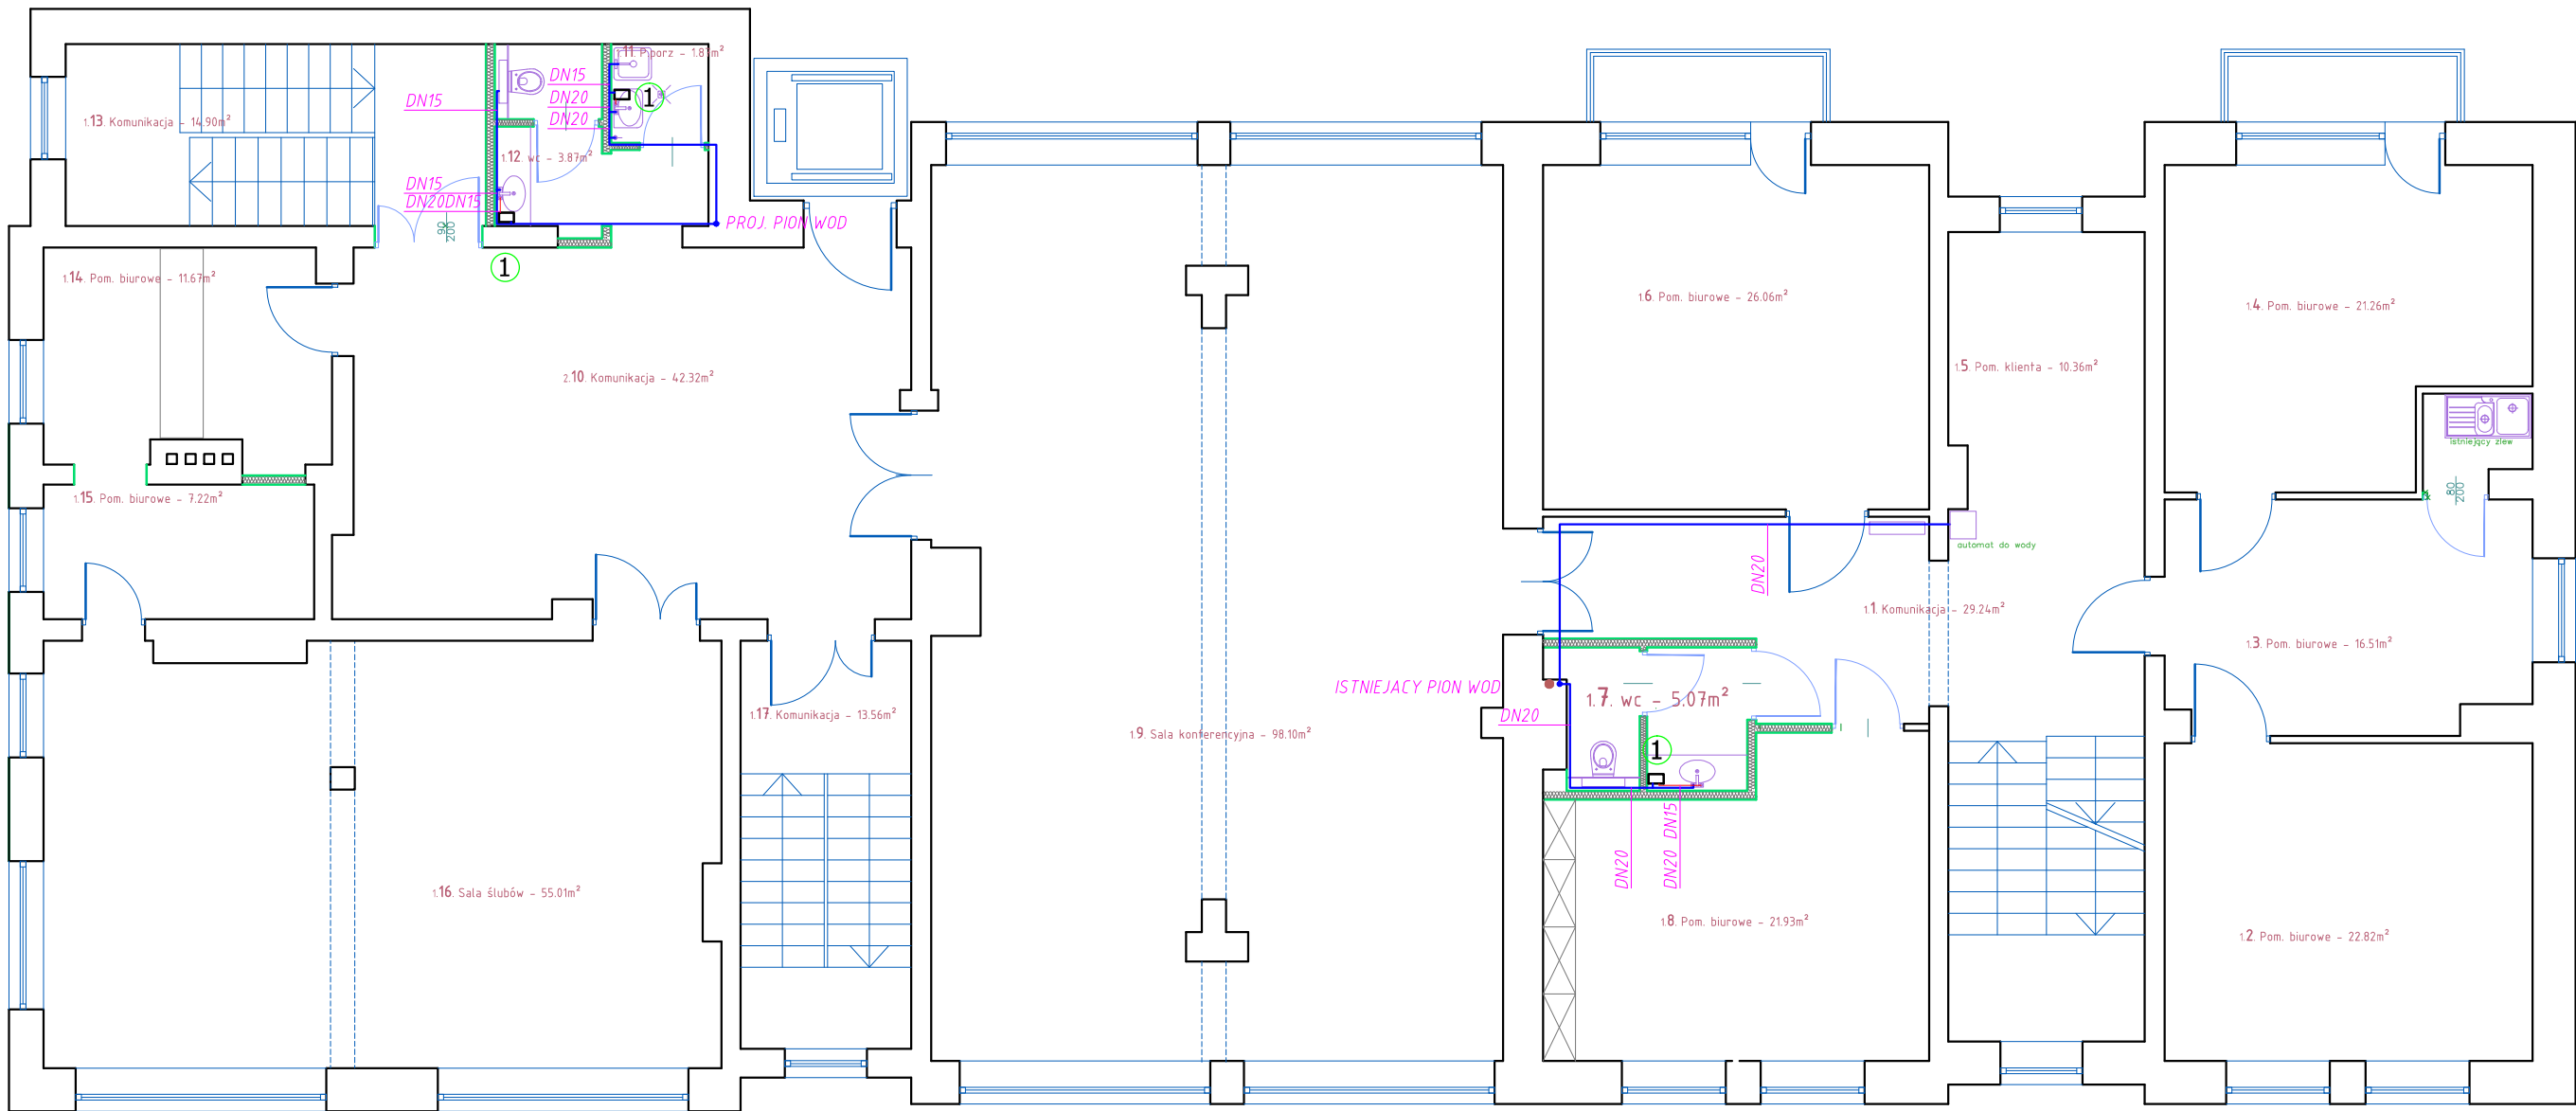 1.11. P.porz - 1.81m²
DN15
DN20
DN20
1
DN15
1.13. Komunikacja - 14.90m²
1.12. wc - 3.87m²
DN15
DN20DN15
90
200
PROJ. PION WOD
1
1.14. Pom. biurowe - 11.67m²
2.10. Komunikacja - 42.32m²
1.6. Pom. biurowe - 26.06m²
1.4. Pom. biurowe - 21.26m²
1.5. Pom. klienta - 10.36m²
istniejący zlew
80
200
1.15. Pom. biurowe - 7.22m²
automat do wody
DN20
1.1. Komunikacja - 29.24m²
1.3. Pom. biurowe - 16.51m²
ISTNIEJACY PION WOD
1.7. wc - 5.07m²
DN20
1.17. Komunikacja - 13.56m²
1.9. Sala konferencyjna - 98.10m²
1
DN20
DN20 DN15
1.16. Sala ślubów - 55.01m²
1.8. Pom. biurowe - 21.93m²
1.2. Pom. biurowe - 22.82m²